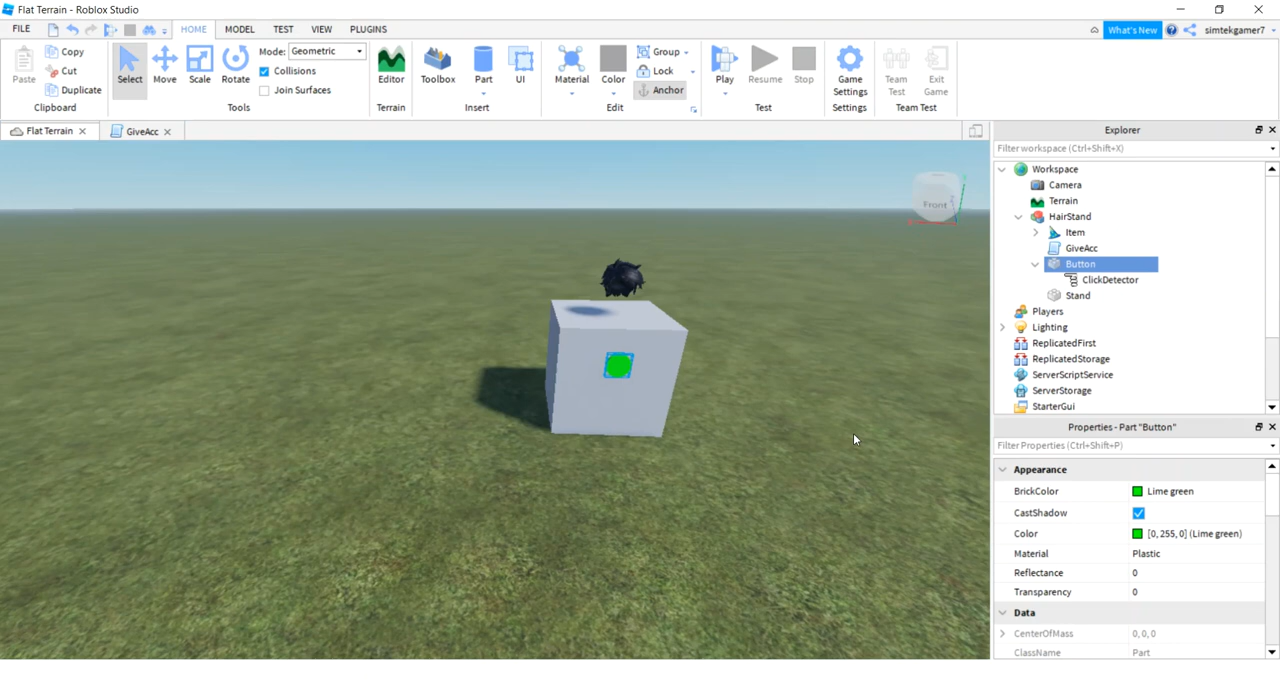 Flat Terrain - Roblox Studio
FILE HOME MODEL TEST VIEW PLUGINS What's New simtekgamer7
Paste Copy Cut Duplicate Clipboard
Select Move Scale Rotate Mode: Geometric Collisions Join Surfaces Tools
Editor Terrain
Toolbox Part UI Insert
Material Color Group Lock Anchor Edit
Play Resume Stop Test
Game Settings Settings
Team Test Exit Game Team Test
Flat Terrain GiveAcc
Front
Explorer
Filter workspace (Ctrl+Shift+X)
Workspace
Camera
Terrain
HairStand
Item
GiveAcc
Button
ClickDetector
Stand
Players
Lighting
ReplicatedFirst
ReplicatedStorage
ServerScriptService
ServerStorage
StarterGui
Properties - Part "Button"
Filter Properties (Ctrl+Shift+P)
Appearance
BrickColor Lime green
CastShadow
Color [0, 255, 0] (Lime green)
Material Plastic
Reflectance 0
Transparency 0
Data
CenterOfMass 0, 0, 0
ClassName Part